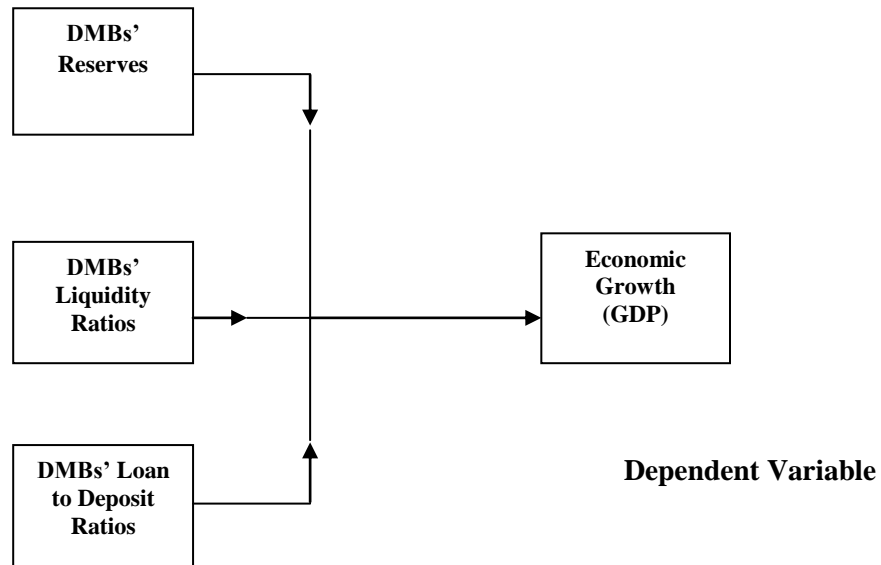 DMBs’
Reserves
DMBs’
Liquidity
Ratios
Economic
Growth
(GDP)
DMBs’ Loan
to Deposit
Ratios
Dependent Variable